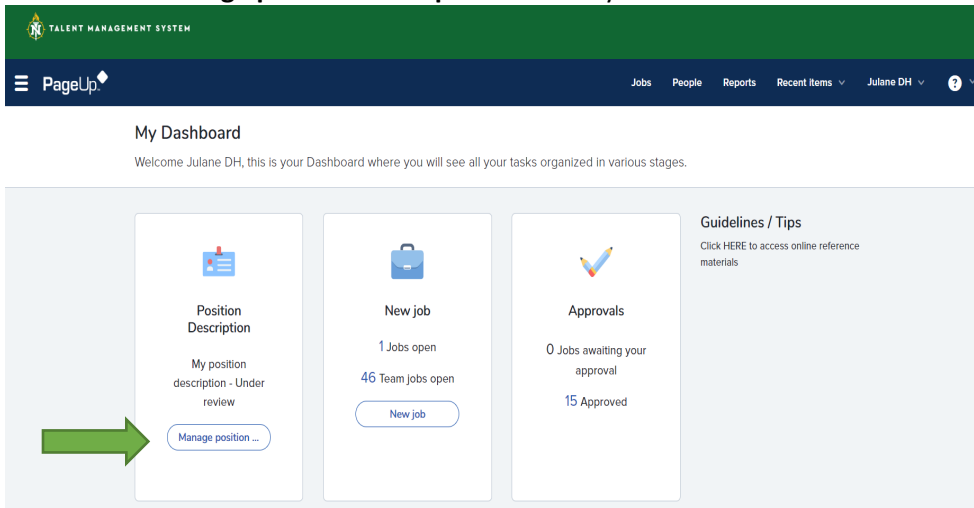 TALENT MANAGEMENT SYSTEM
PageUp
Jobs People Reports Recent items Julane DH ?
My Dashboard
Welcome Julane DH, this is your Dashboard where you will see all your tasks organized in various stages.
Position
Description
My position
description - Under
review
Manage position ...
New job
1 Jobs open
46 Team jobs open
New job
Approvals
0 Jobs awaiting your
approval
15 Approved
Guidelines / Tips
Click HERE to access online reference
materials